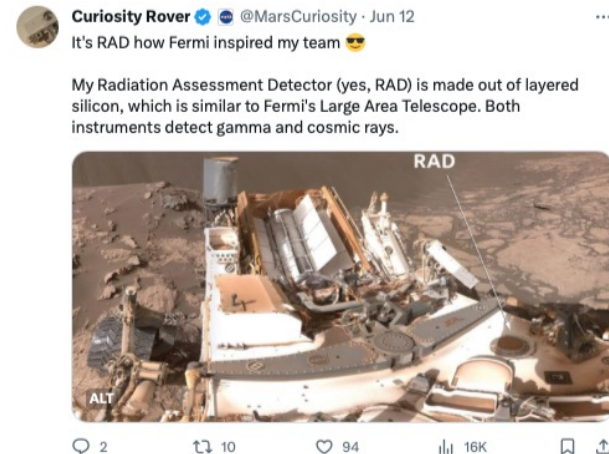 Curiosity Rover @MarsCuriosity · Jun 12
It's RAD how Fermi inspired my team 😎
My Radiation Assessment Detector (yes, RAD) is made out of layered
silicon, which is similar to Fermi's Large Area Telescope. Both
instruments detect gamma and cosmic rays.
RAD
ALT
2 10 94 16K